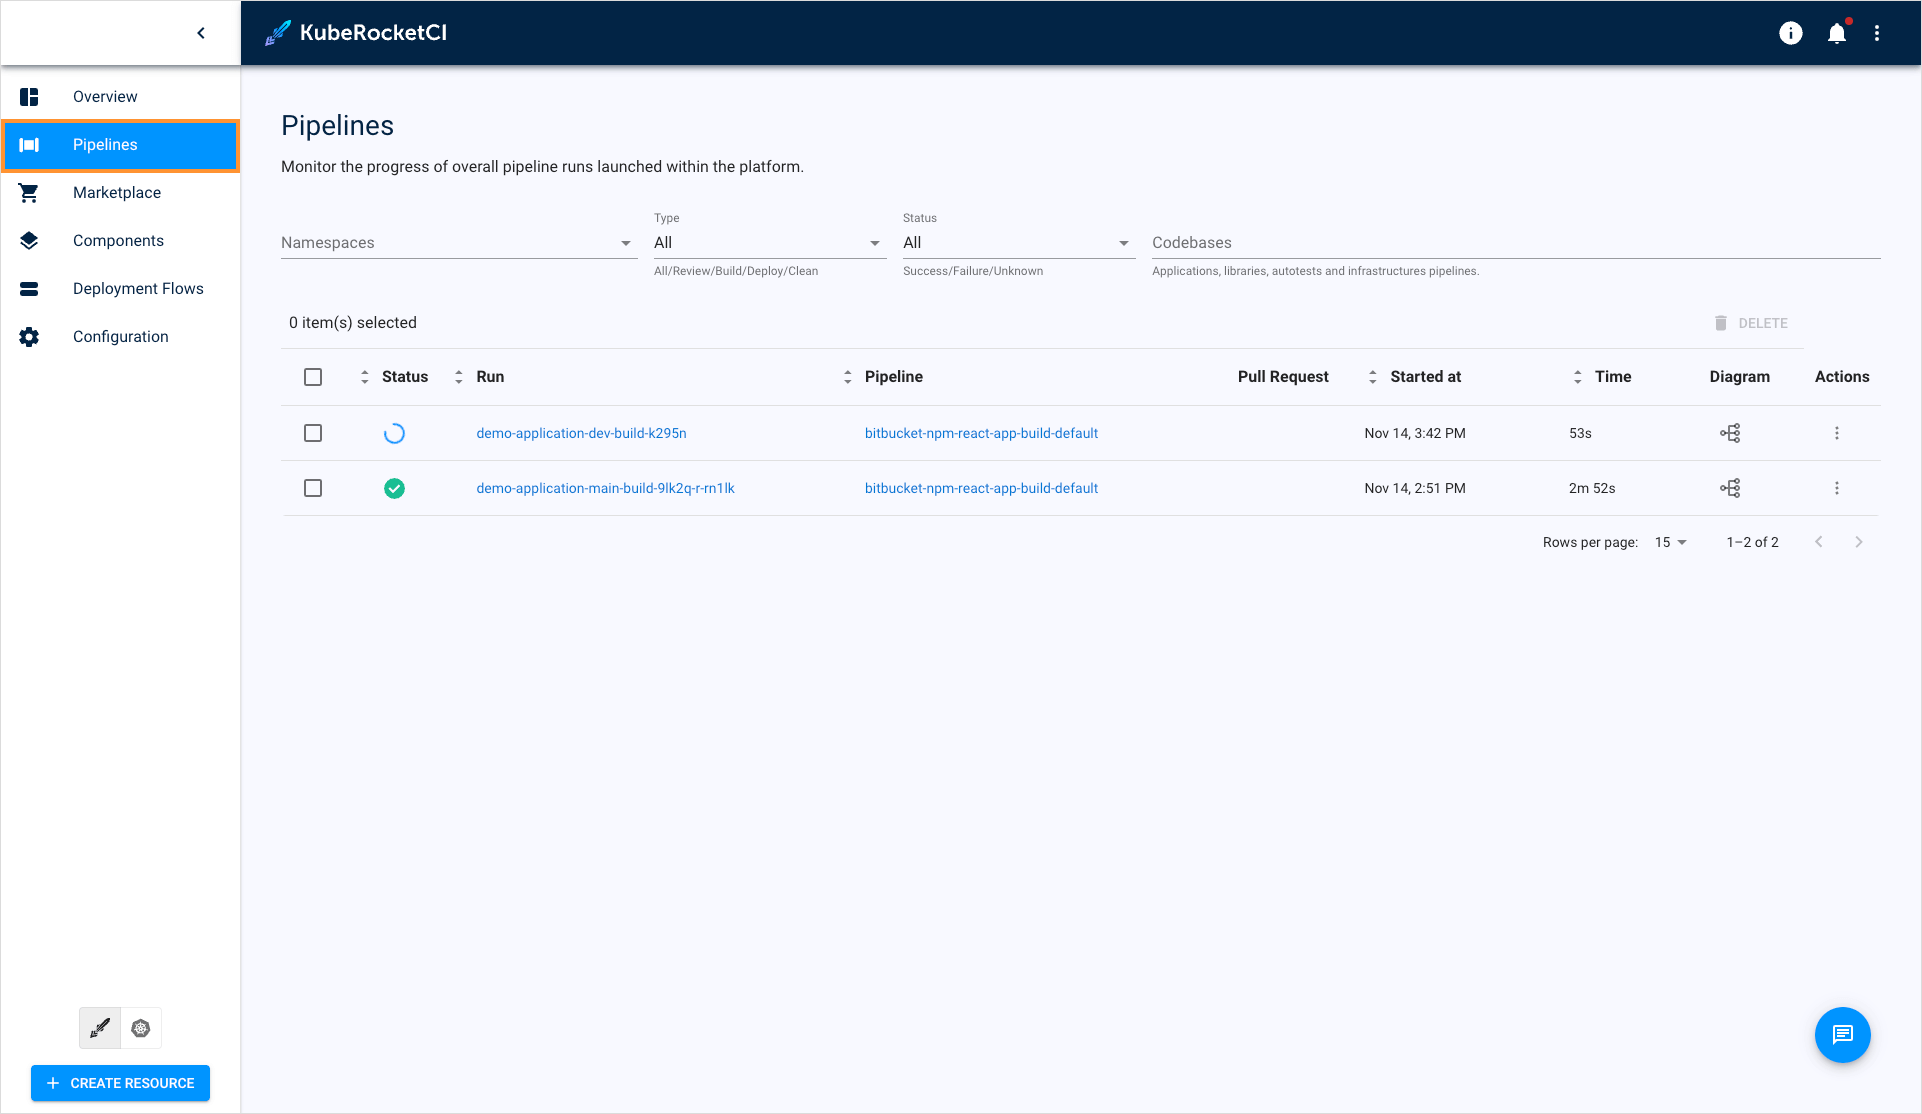 KubeRocketCI
Overview
Pipelines
Marketplace
Components
Deployment Flows
Configuration
CREATE RESOURCE
Pipelines
Monitor the progress of overall pipeline runs launched within the platform.
Namespaces
Type
All
All/Review/Build/Deploy/Clean
Status
All
Success/Failure/Unknown
Codebases
Applications, libraries, autotests and infrastructures pipelines.
0 item(s) selected
DELETE
Status Run Pipeline Pull Request Started at Time Diagram Actions
demo-application-dev-build-k295n bitbucket-npm-react-app-build-default Nov 14, 3:42 PM 53s
demo-application-main-build-9lk2q-r-rn1lk bitbucket-npm-react-app-build-default Nov 14, 2:51 PM 2m 52s
Rows per page: 15 1–2 of 2